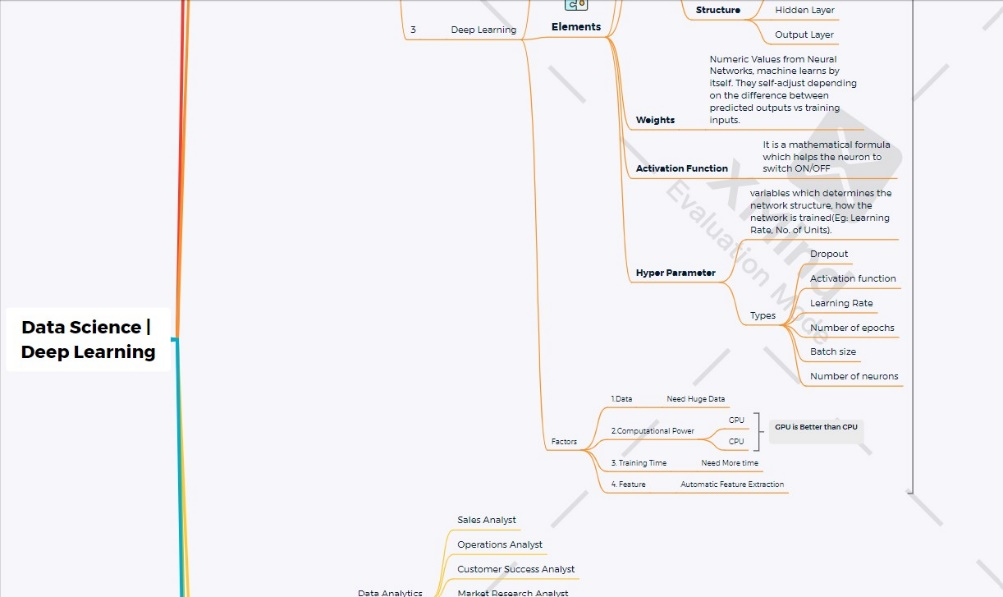 Structure
Hidden Layer
Output Layer
3
Deep Learning
Elements
Numeric Values from Neural
Networks, machine learns by
itself. They self-adjust depending
on the difference between
predicted outputs vs training
inputs.
Weights
It is a mathematical formula
which helps the neuron to
switch ON/OFF
Activation Function
variables which determines the
network structure, how the
network is trained(Eg: Learning
Rate, No. of Units).
Hyper Parameter
Types
Dropout
Activation function
Learning Rate
Number of epochs
Batch size
Number of neurons
Data Science |
Deep Learning
Factors
1.Data
Need Huge Data
2.Computational Power
GPU
CPU
GPU is Better than CPU
3. Training Time
Need More time
4. Feature
Automatic Feature Extraction
Sales Analyst
Operations Analyst
Customer Success Analyst
Market Research Analyst
Data Analytics
XMind
Evaluation Mode